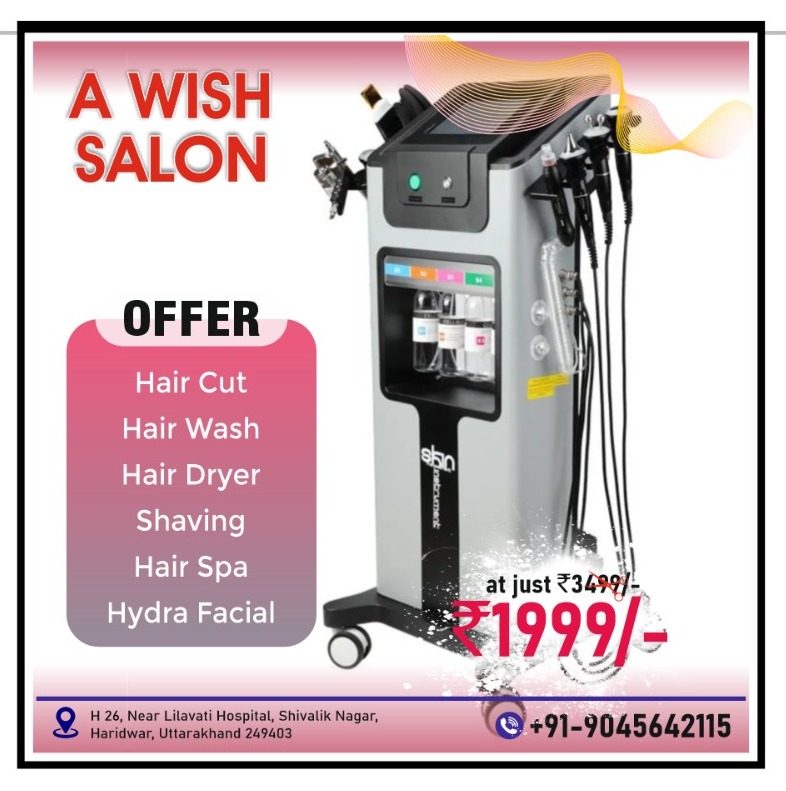 A WISH
SALON
OFFER
Hair Cut
Hair Wash
Hair Dryer
Shaving
Hair Spa
Hydra Facial
at just ₹3499/-
₹1999/-
H 26, Near Lilavati Hospital, Shivalik Nagar,
Haridwar, Uttarakhand 249403
+91-9045642115